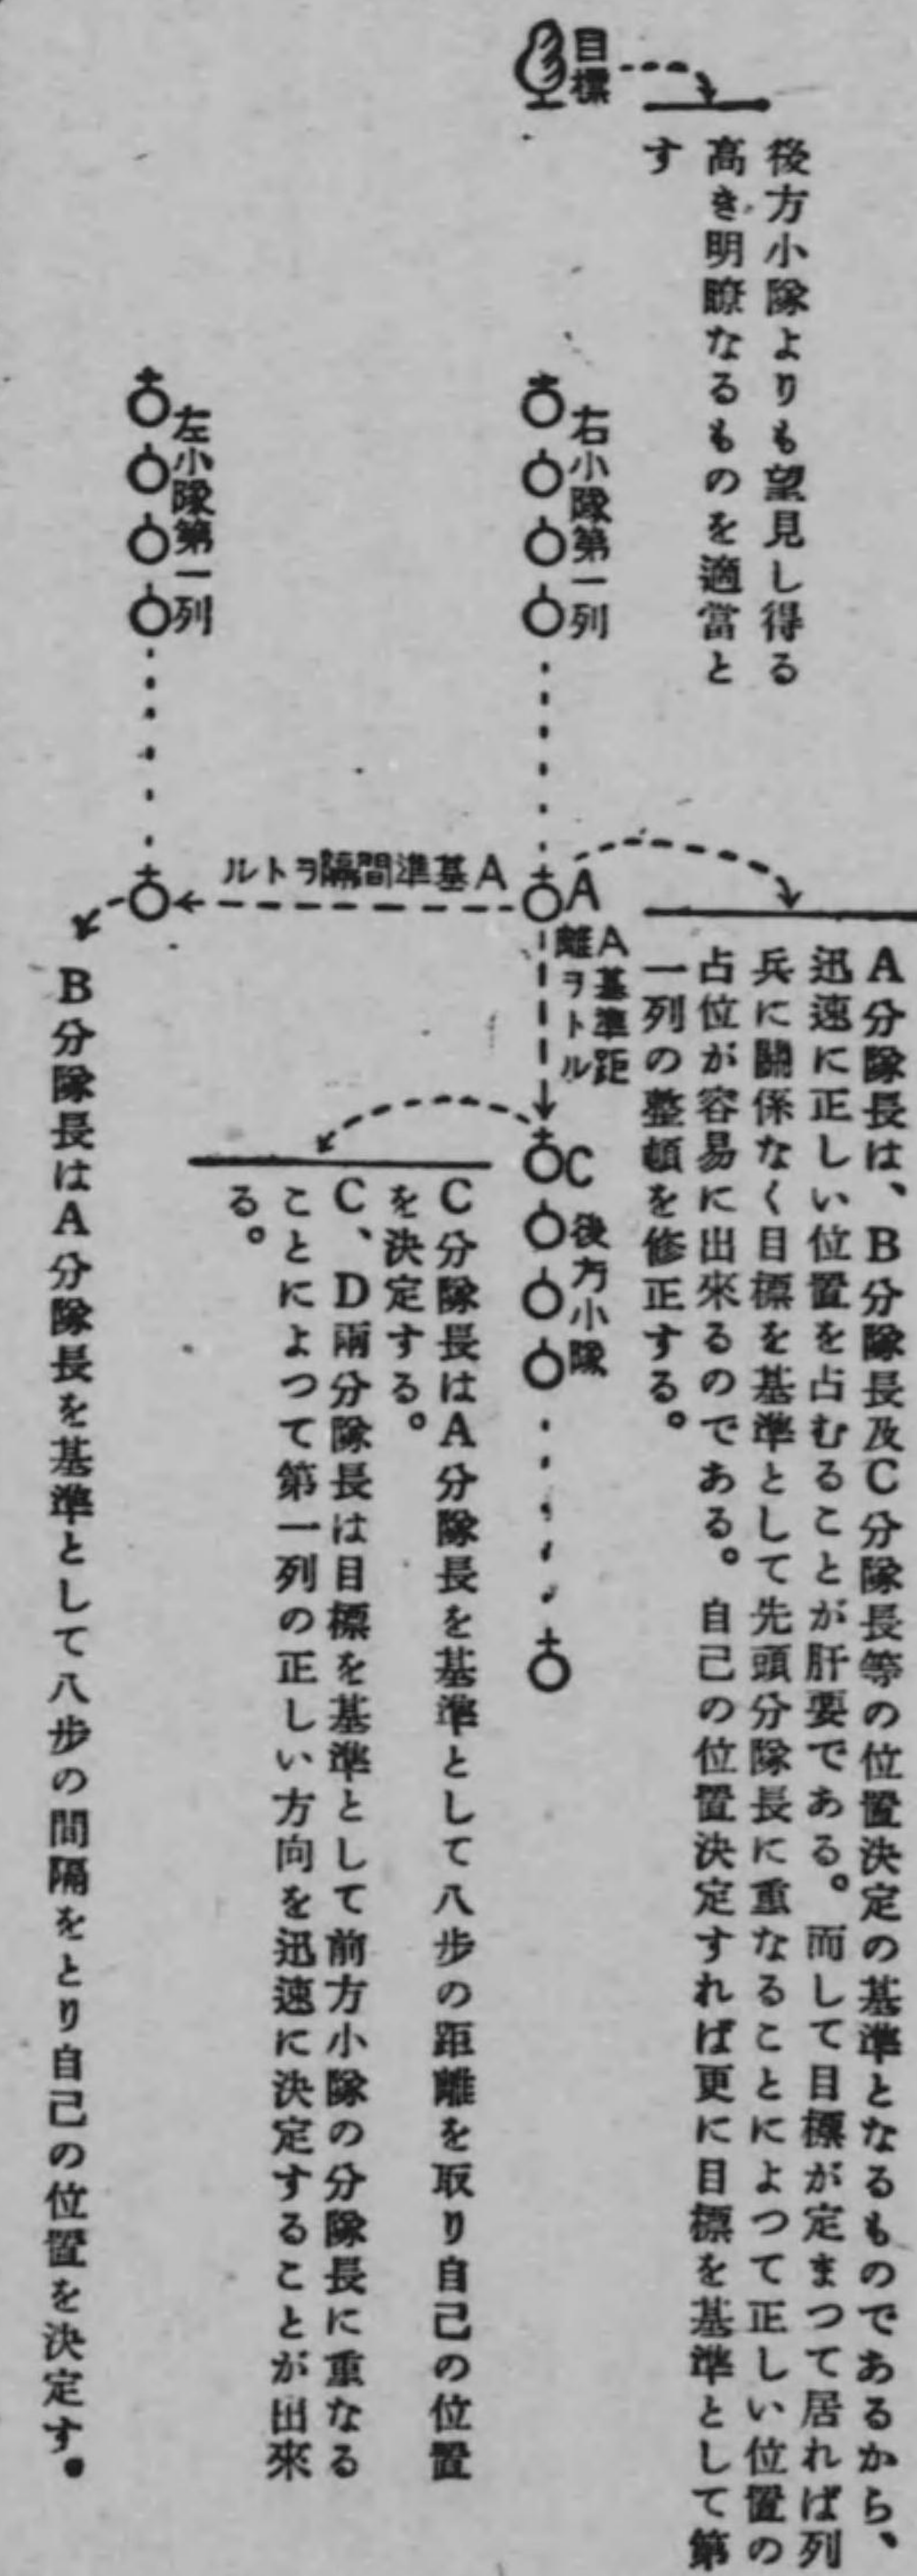 目標
後方小隊よりも望見し得る
高き明瞭なるものを適當と
す
右小隊第一列
左小隊第一列
A
A基準間隔ヲトル
A基準距
離ヲトル
A分隊長は、B分隊長及C分隊長等の位置決定の基準となるものであるから、
迅速に正しい位置を占むることが肝要である。而して目標が定まつて居れば列
兵に關係なく目標を基準として先頭分隊長に重なることによつて正しい位置の
占位が容易に出來るのである。自己の位置決定すれば更に目標を基準として第
一列の整頓を修正する。
C
後方小隊
C分隊長はA分隊長を基準として八步の距離を取り自己の位置
を決定する。
C、D兩分隊長は目標を基準として前方小隊の分隊長に重なる
ことによつて第一列の正しい方向を迅速に決定することが出來
る。
B分隊長はA分隊長を基準として八步の間隔をとり自己の位置を決定す。